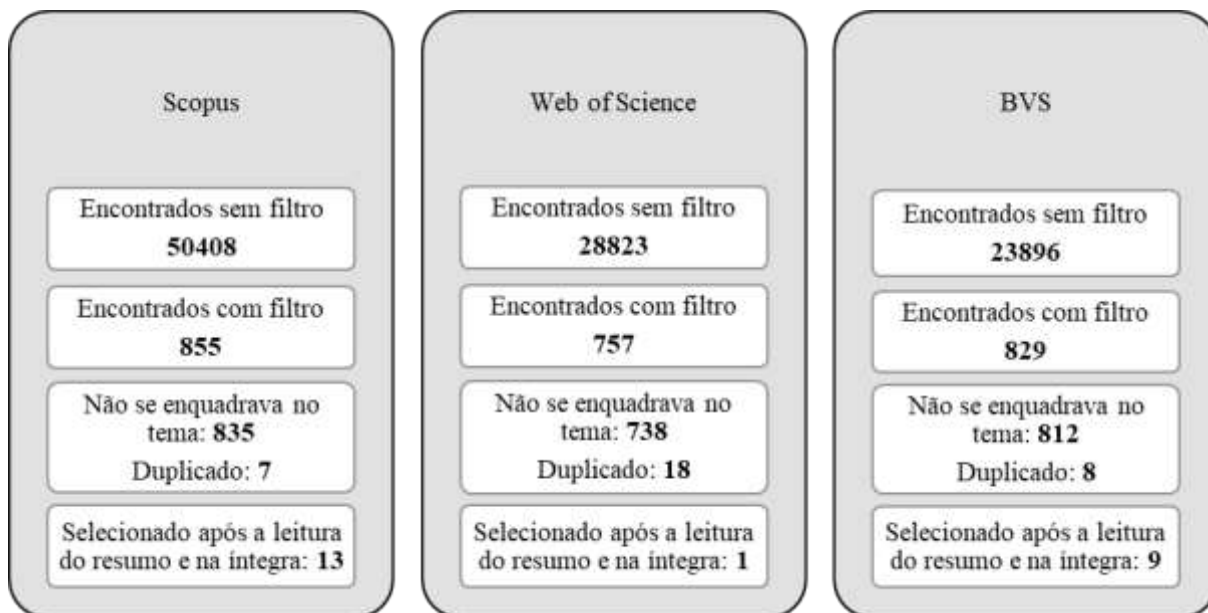 Scopus
Encontrados sem filtro
50408
Encontrados com filtro
855
Não se enquadrava no
tema: 835
Duplicado: 7
Selecionado após a leitura
do resumo e na íntegra: 13
Web of Science
Encontrados sem filtro
28823
Encontrados com filtro
757
Não se enquadrava no
tema: 738
Duplicado: 18
Selecionado após a leitura
do resumo e na íntegra: 1
BVS
Encontrados sem filtro
23896
Encontrados com filtro
829
Não se enquadrava no
tema: 812
Duplicado: 8
Selecionado após a leitura
do resumo e na íntegra: 9